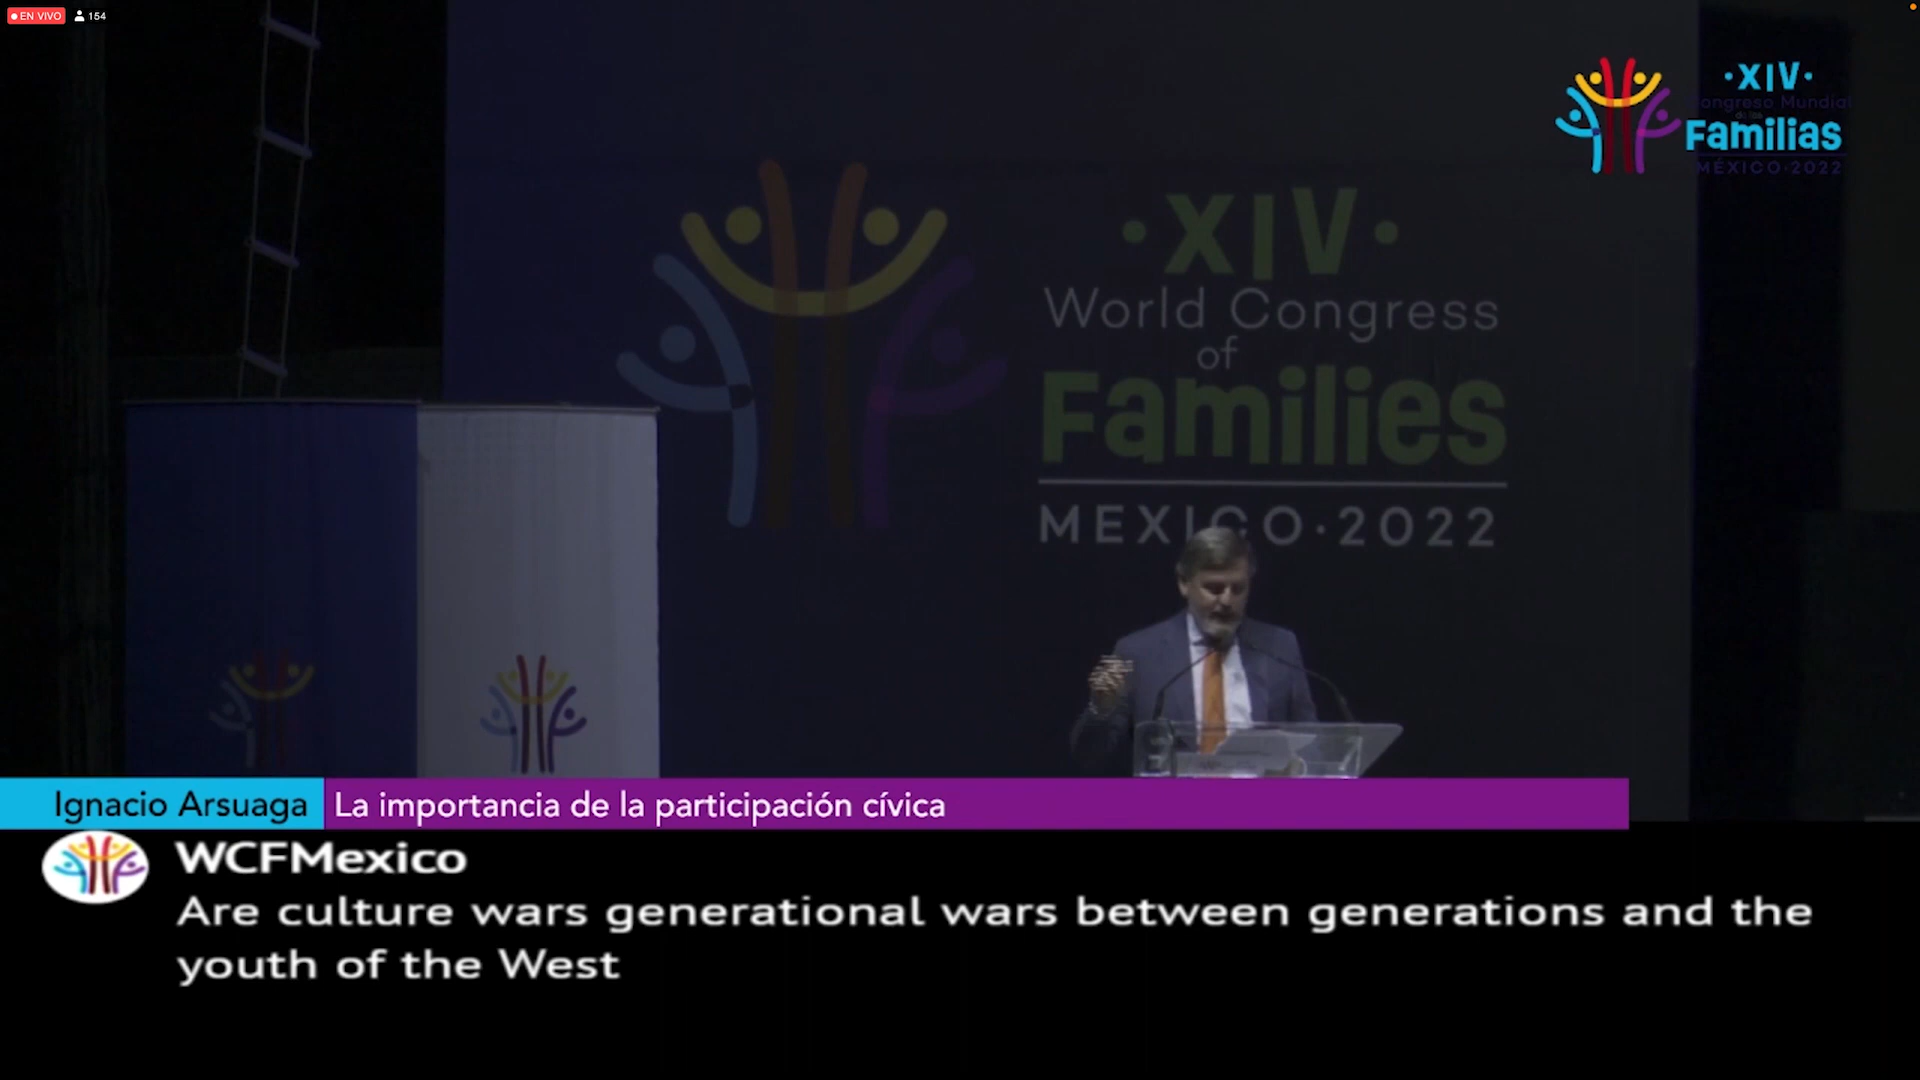 EN VIVO 154
XIV
Congreso Mundial
de las
Familias
MÉXICO·2022
·XIV·
World Congress
of
Families
MEXICO·2022
Ignacio Arsuaga La importancia de la participación cívica
WCFMexico
Are culture wars generational wars between generations and the
youth of the West